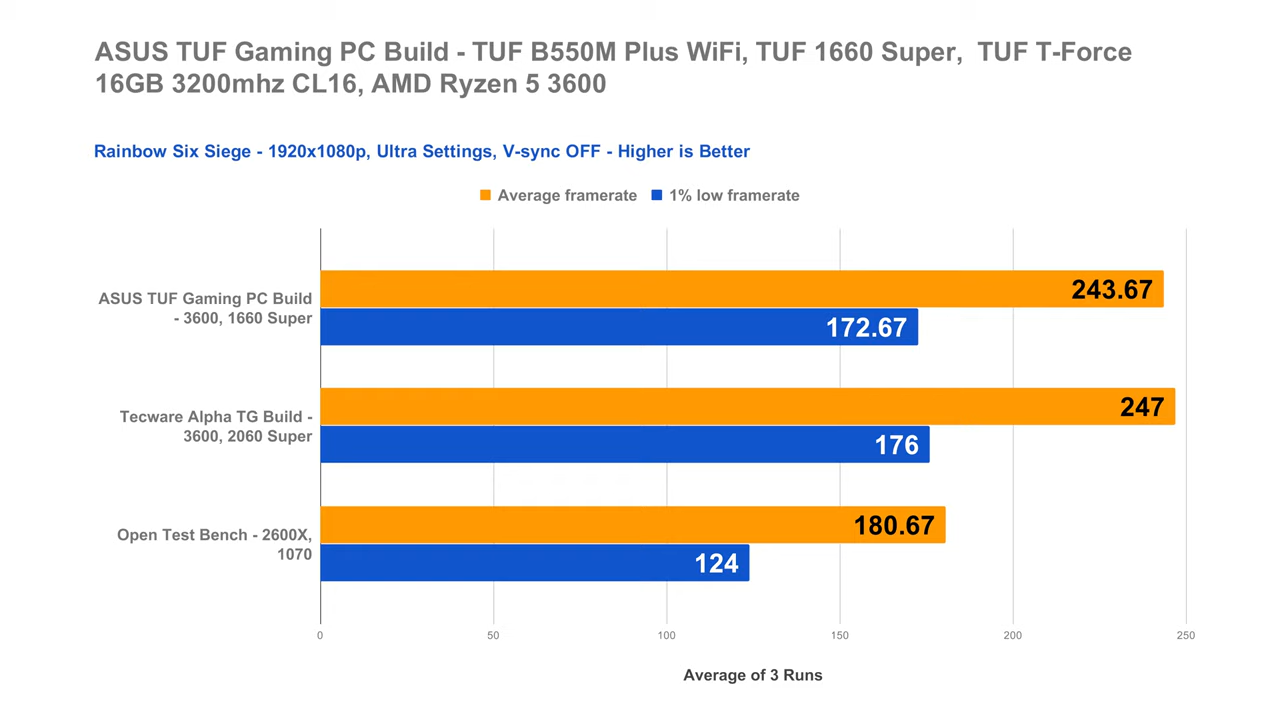 ASUS TUF Gaming PC Build - TUF B550M Plus WiFi, TUF 1660 Super,  TUF T-Force
16GB 3200mhz CL16, AMD Ryzen 5 3600
Rainbow Six Siege - 1920x1080p, Ultra Settings, V-sync OFF - Higher is Better
Average framerate 1% low framerate
ASUS TUF Gaming PC Build
- 3600, 1660 Super
243.67
172.67
Tecware Alpha TG Build -
3600, 2060 Super
247
176
Open Test Bench - 2600X,
1070
180.67
124
0 50 100 150 200 250
Average of 3 Runs